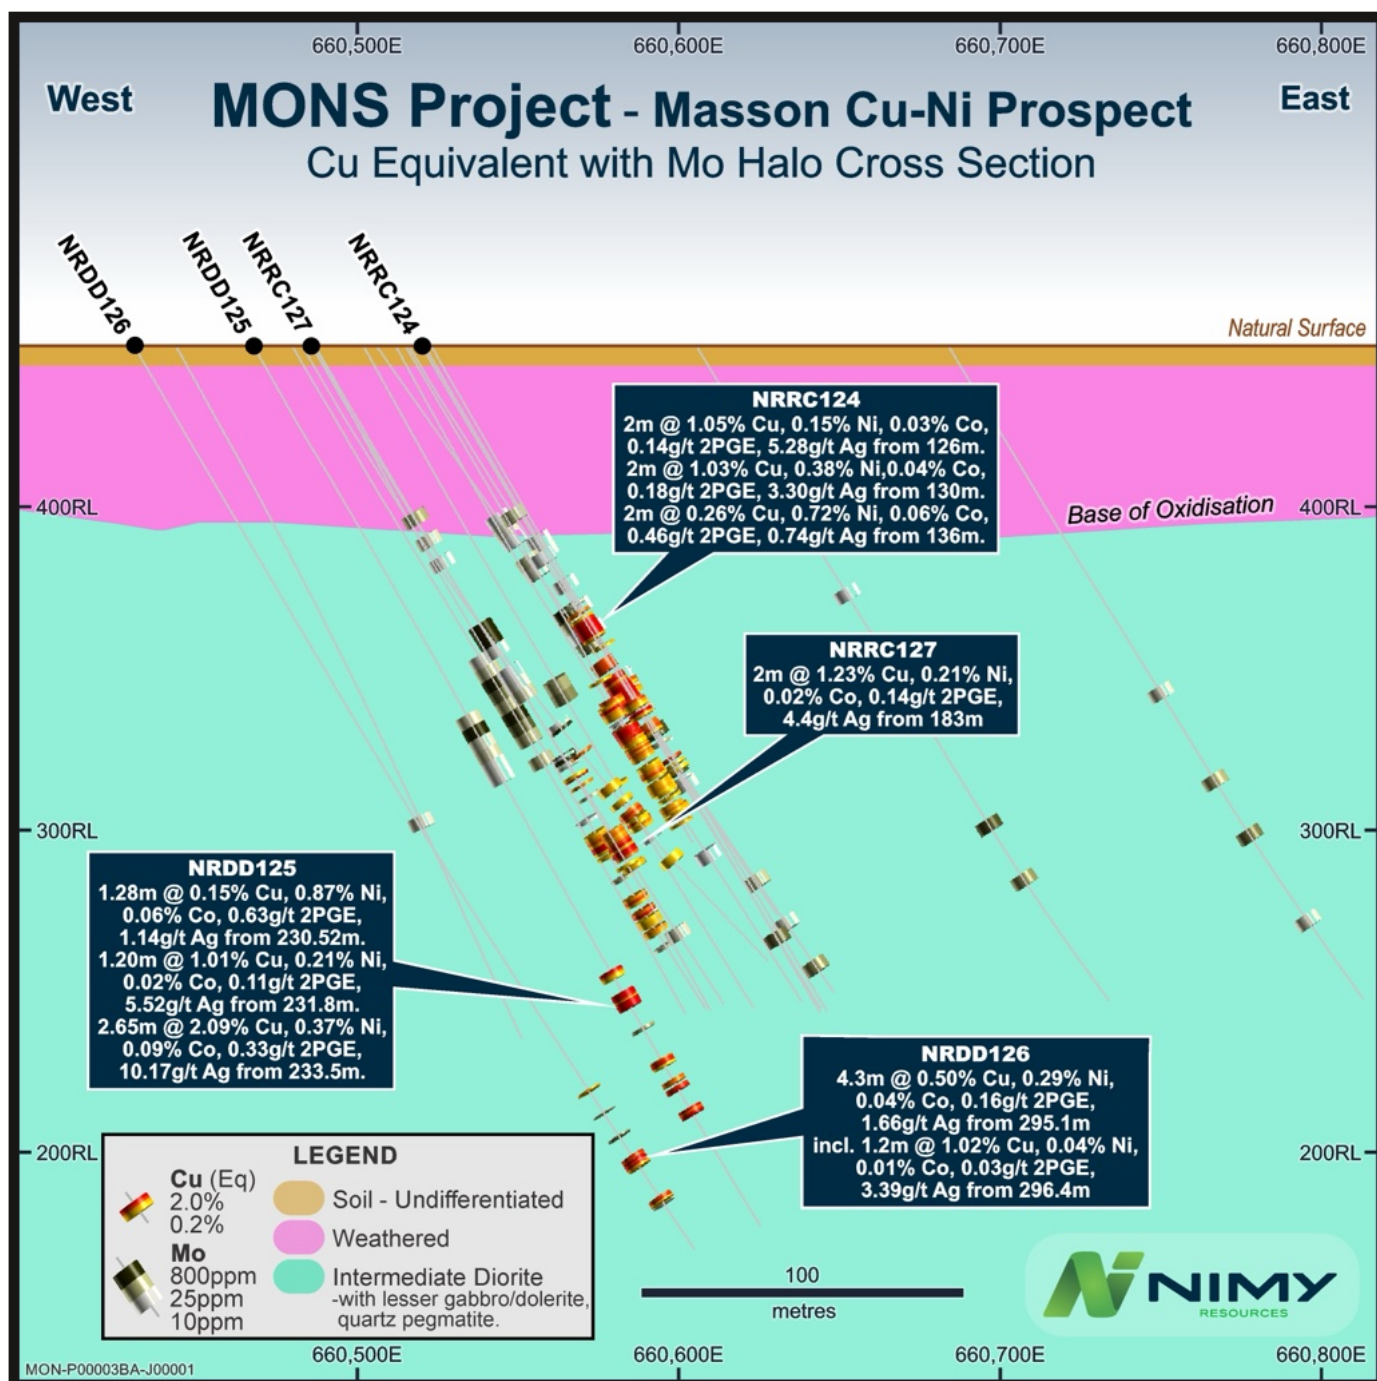 660,500E 660,600E 660,700E 660,800E
West
MONS Project - Masson Cu-Ni Prospect
East
Cu Equivalent with Mo Halo Cross Section
NRDD126
NRDD125
NRRC127
NRRC124
Natural Surface
NRRC124
2m @ 1.05% Cu, 0.15% Ni, 0.03% Co,
0.14g/t 2PGE, 5.28g/t Ag from 126m.
2m @ 1.03% Cu, 0.38% Ni,0.04% Co,
0.18g/t 2PGE, 3.30g/t Ag from 130m.
2m @ 0.26% Cu, 0.72% Ni, 0.06% Co,
0.46g/t 2PGE, 0.74g/t Ag from 136m.
400RL
Base of Oxidisation
400RL
NRRC127
2m @ 1.23% Cu, 0.21% Ni,
0.02% Co, 0.14g/t 2PGE,
4.4g/t Ag from 183m
300RL
300RL
NRDD125
1.28m @ 0.15% Cu, 0.87% Ni,
0.06% Co, 0.63g/t 2PGE,
1.14g/t Ag from 230.52m.
1.20m @ 1.01% Cu, 0.21% Ni,
0.02% Co, 0.11g/t 2PGE,
5.52g/t Ag from 231.8m.
2.65m @ 2.09% Cu, 0.37% Ni,
0.09% Co, 0.33g/t 2PGE,
10.17g/t Ag from 233.5m.
NRDD126
4.3m @ 0.50% Cu, 0.29% Ni,
0.04% Co, 0.16g/t 2PGE,
1.66g/t Ag from 295.1m
incl. 1.2m @ 1.02% Cu, 0.04% Ni,
0.01% Co, 0.03g/t 2PGE,
3.39g/t Ag from 296.4m
200RL
200RL
LEGEND
Cu (Eq)
2.0%
0.2%
Mo
800ppm
25ppm
10ppm
Soil - Undifferentiated
Weathered
Intermediate Diorite
-with lesser gabbro/dolerite,
quartz pegmatite.
100
metres
NIMY
RESOURCES
MON-P00003BA-J00001
660,500E 660,600E 660,700E 660,800E